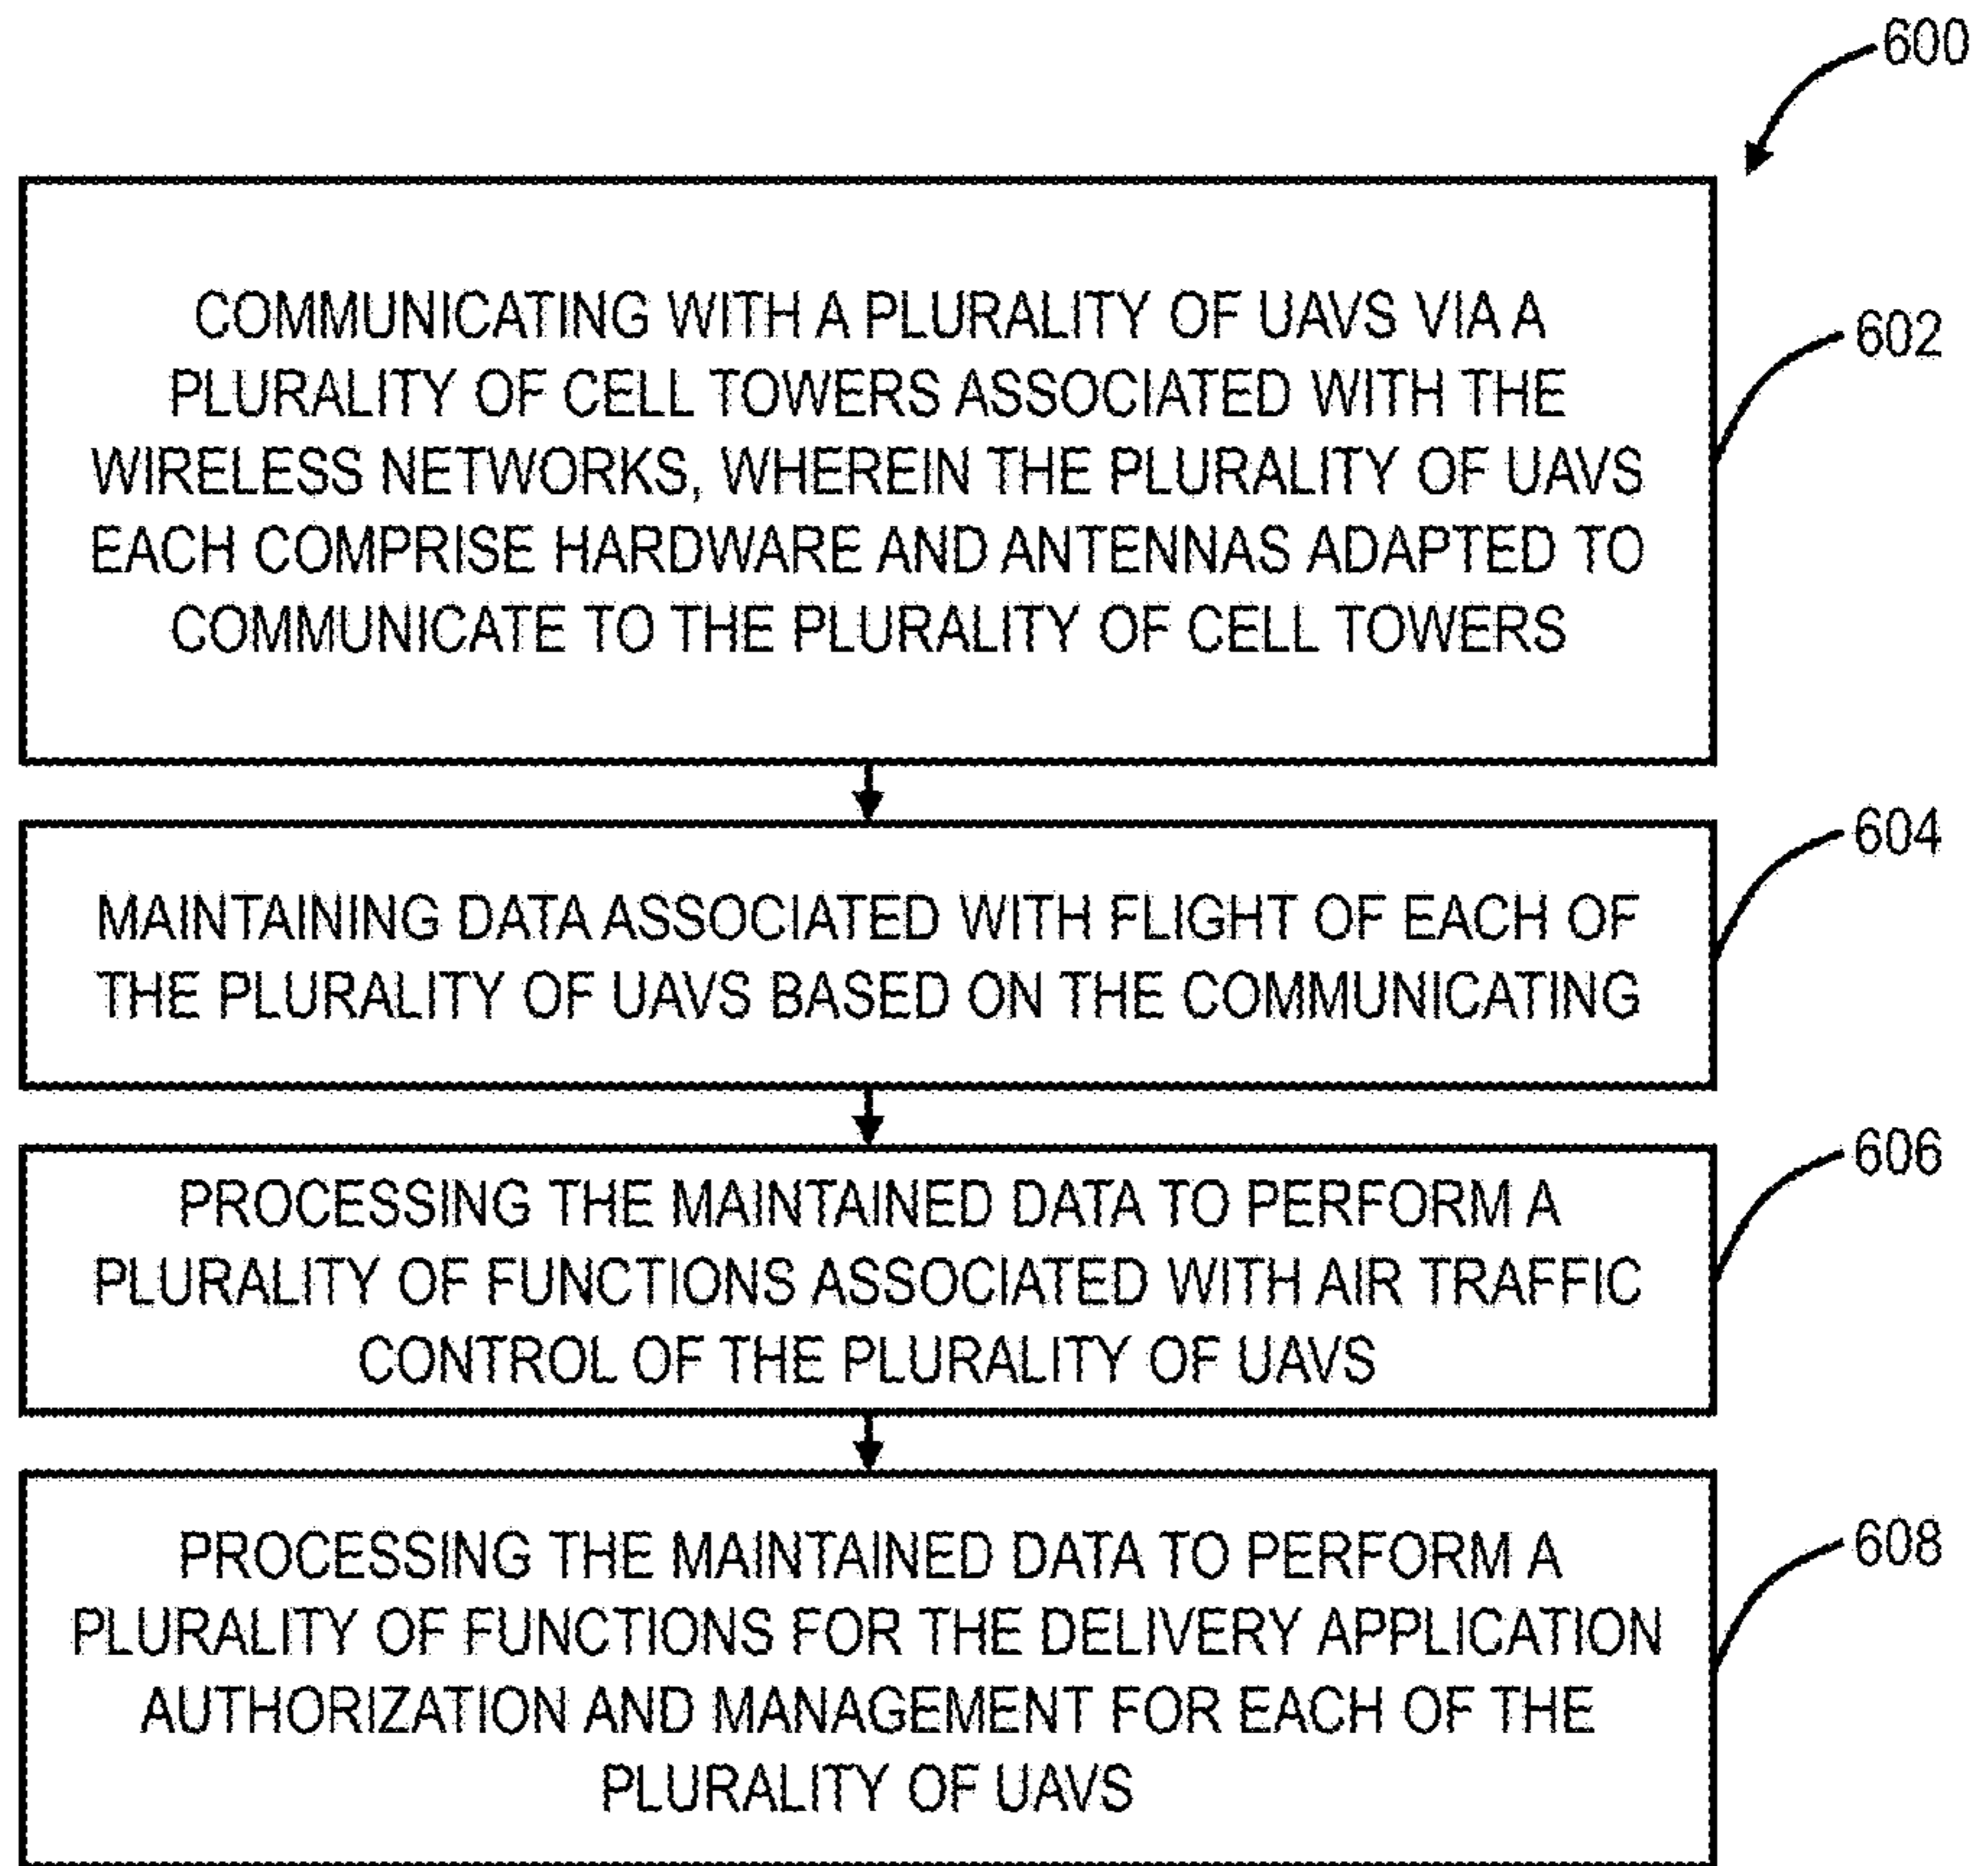 600
COMMUNICATING WITH A PLURALITY OF UAVS VIA A
PLURALITY OF CELL TOWERS ASSOCIATED WITH THE
WIRELESS NETWORKS, WHEREIN THE PLURALITY OF UAVS
EACH COMPRISE HARDWARE AND ANTENNAS ADAPTED TO
COMMUNICATE TO THE PLURALITY OF CELL TOWERS
602
MAINTAINING DATA ASSOCIATED WITH FLIGHT OF EACH OF
THE PLURALITY OF UAVS BASED ON THE COMMUNICATING
604
PROCESSING THE MAINTAINED DATA TO PERFORM A
PLURALITY OF FUNCTIONS ASSOCIATED WITH AIR TRAFFIC
CONTROL OF THE PLURALITY OF UAVS
606
PROCESSING THE MAINTAINED DATA TO PERFORM A
PLURALITY OF FUNCTIONS FOR THE DELIVERY APPLICATION
AUTHORIZATION AND MANAGEMENT FOR EACH OF THE
PLURALITY OF UAVS
608